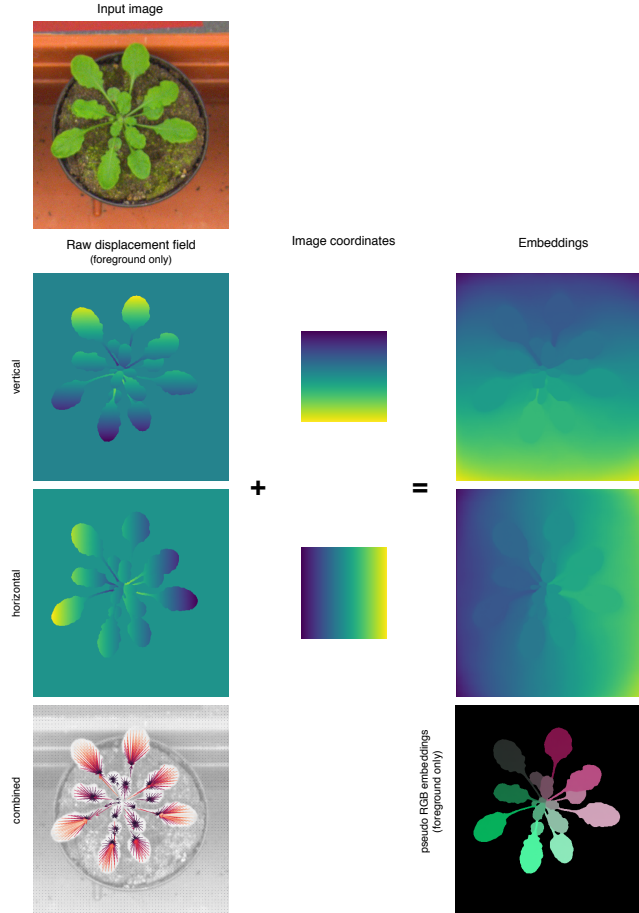 Input image
Raw displacement field
(foreground only)
Image coordinates
Embeddings
vertical
+
=
horizontal
combined
pseudo RGB embeddings
(foreground only)